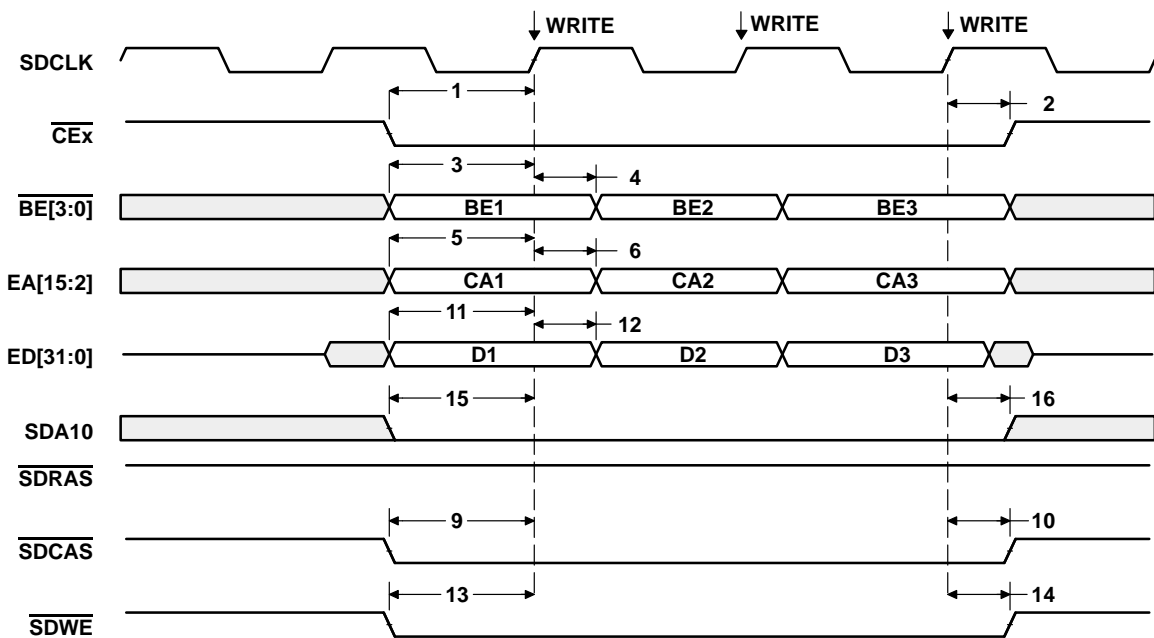 WRITE WRITE WRITE
SDCLK
1 2
CEx
3 4
BE[3:0] BE1 BE2 BE3
5 6
EA[15:2] CA1 CA2 CA3
11 12
ED[31:0] D1 D2 D3
15 16
SDA10
SDRAS
9 10
SDCAS
13 14
SDWE